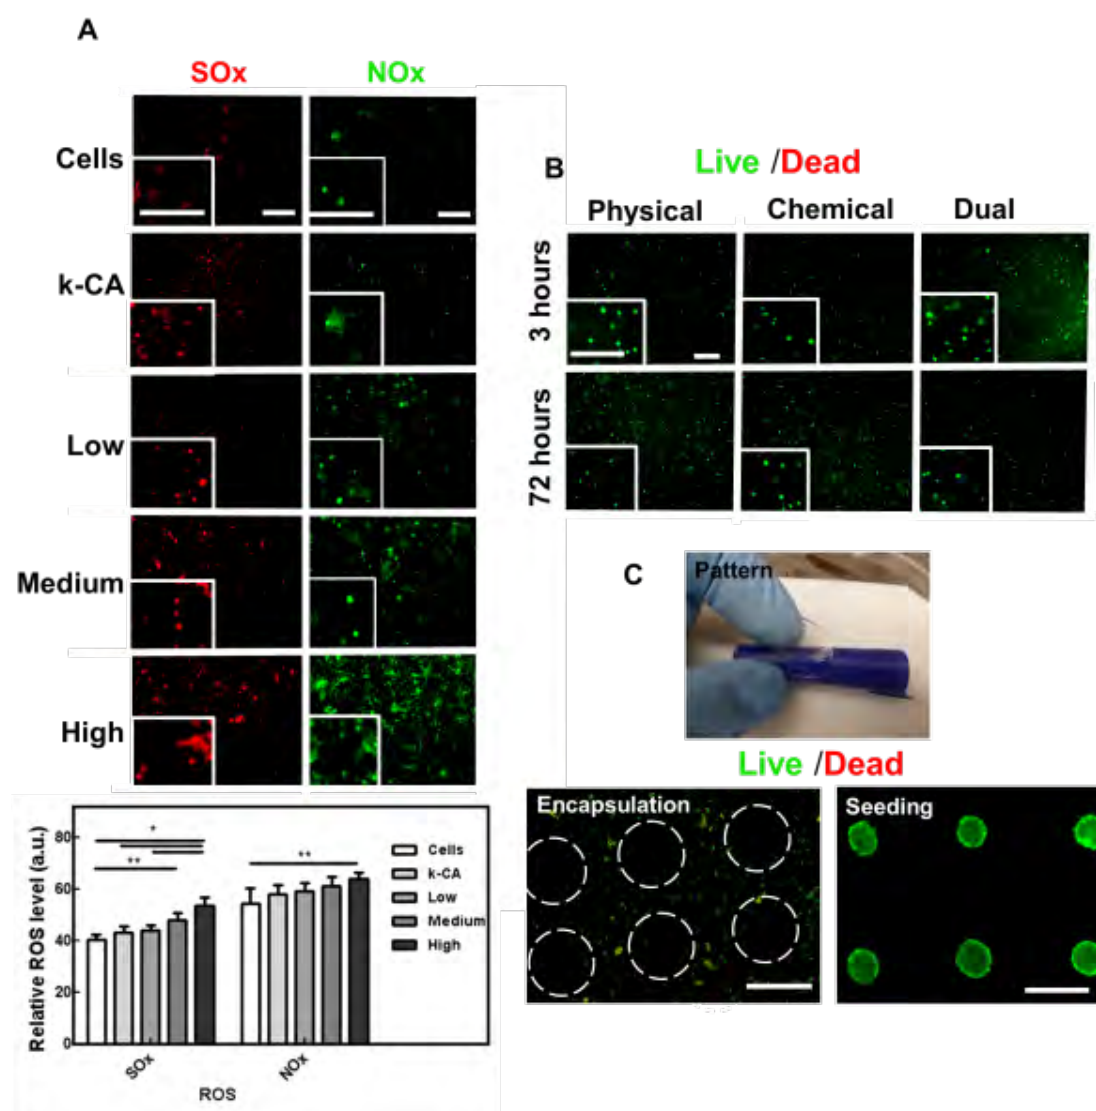 A
SOx NOx
Cells
k-CA
Low
Medium
High
Relative ROS level (a.u.)
80
60
40
20
0
*
**
**
Cells
k-CA
Low
Medium
High
SOx
NOx
ROS
B
Live /Dead
Physical Chemical Dual
3 hours
72 hours
C
Pattern
Live /Dead
Encapsulation
Seeding